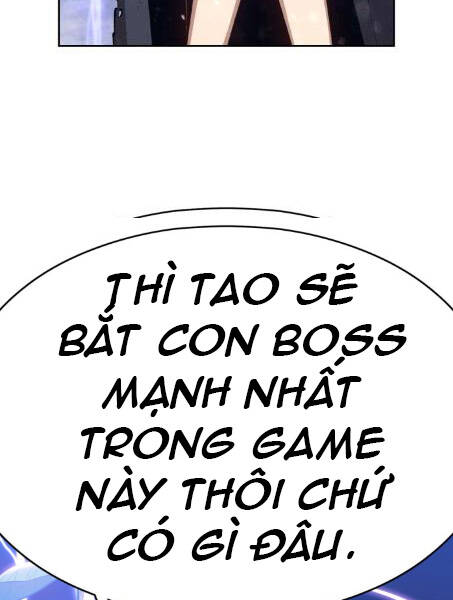 THÌ TAO SẼ
BẮT CON BOSS
MẠNH NHẤT
TRONG GAME
NÀY THÔI CHỨ
CÓ GÌ ĐÂU.